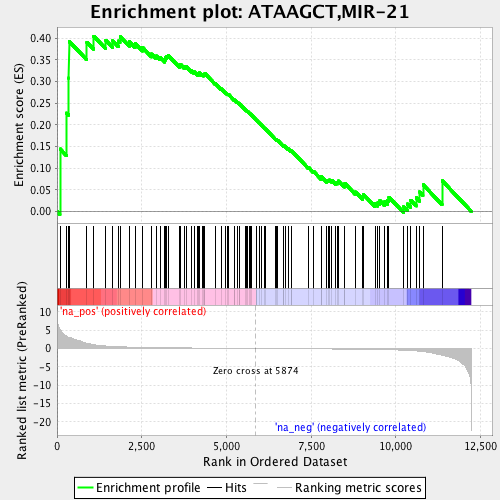 Enrichment plot: ATAAGCT,MIR-21
Enrichment score (ES)
0.40
0.35
0.30
0.25
0.20
0.15
0.10
0.05
0.00
'na_pos' (positively correlated)
Ranked list metric (PreRanked)
10
5
0
-5
-10
-15
-20
Zero cross at 5874
'na_neg' (negatively correlated)
0
2,500
5,000
7,500
10,000
12,500
Rank in Ordered Dataset
Enrichment profile
Hits
Ranking metric scores